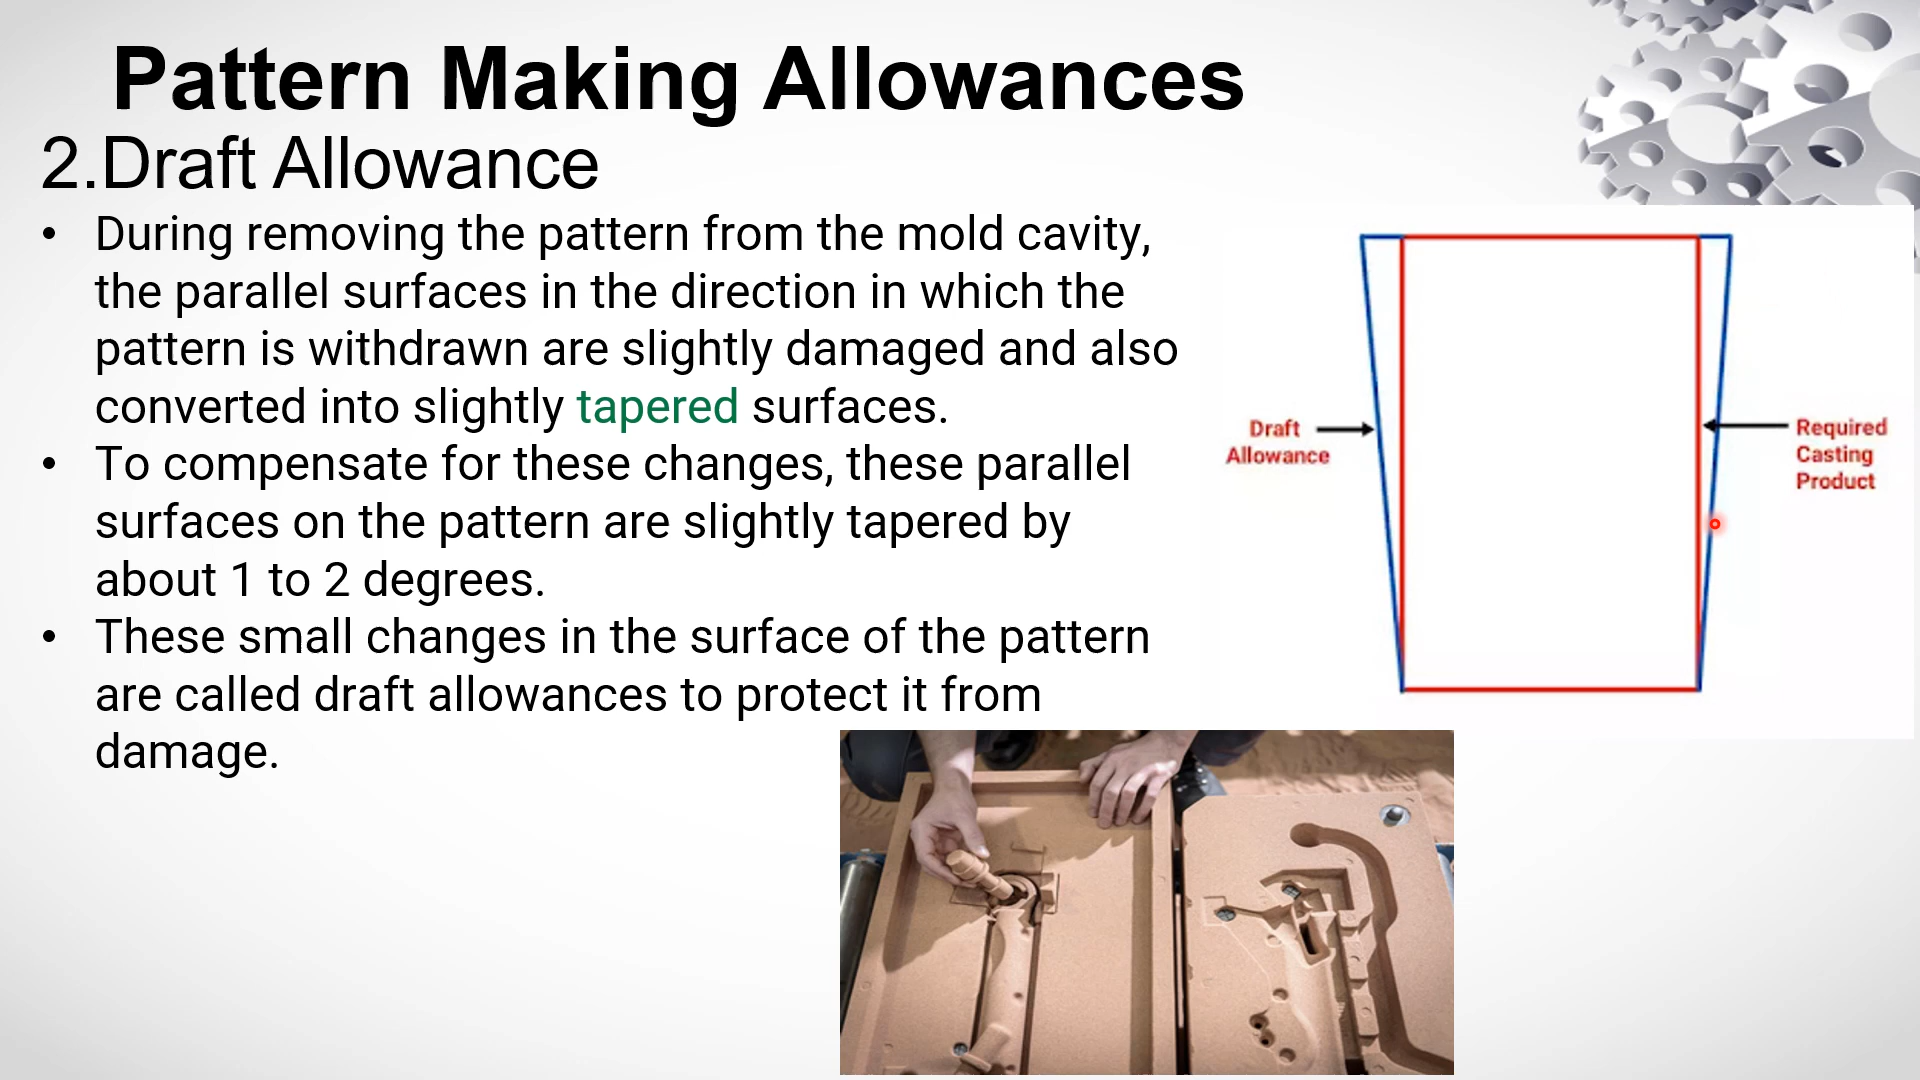 Pattern Making Allowances
2.Draft Allowance
• During removing the pattern from the mold cavity,
the parallel surfaces in the direction in which the
pattern is withdrawn are slightly damaged and also
converted into slightly tapered surfaces.
• To compensate for these changes, these parallel
surfaces on the pattern are slightly tapered by
about 1 to 2 degrees.
• These small changes in the surface of the pattern
are called draft allowances to protect it from
damage.
Draft
Allowance
Required
Casting
Product